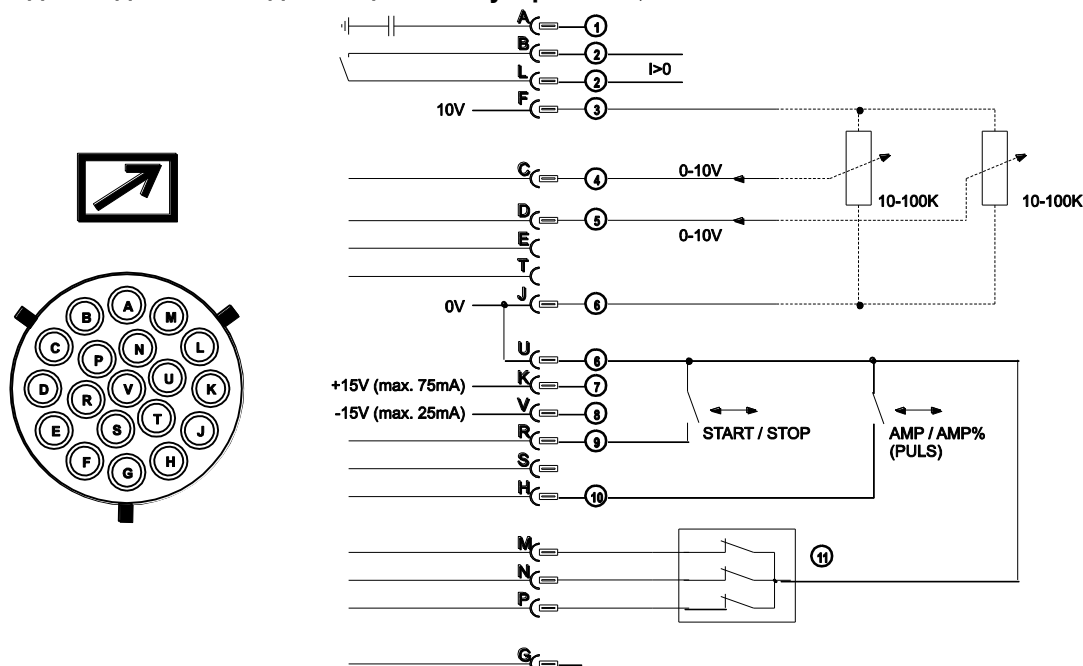 A 1
B 2
L 2 I>0
F 3
10V
C 4 0-10V
10-100K 10-100K
D 5
0-10V
E
T
J 6
0V
U 6
+15V (max. 75mA) K 7
-15V (max. 25mA) V 8
R 9
START / STOP AMP / AMP%
(PULS)
S
H 10
M 11
N
P
G
A
B M
N
C P L
U
D R V K
T
E S J
F H
G